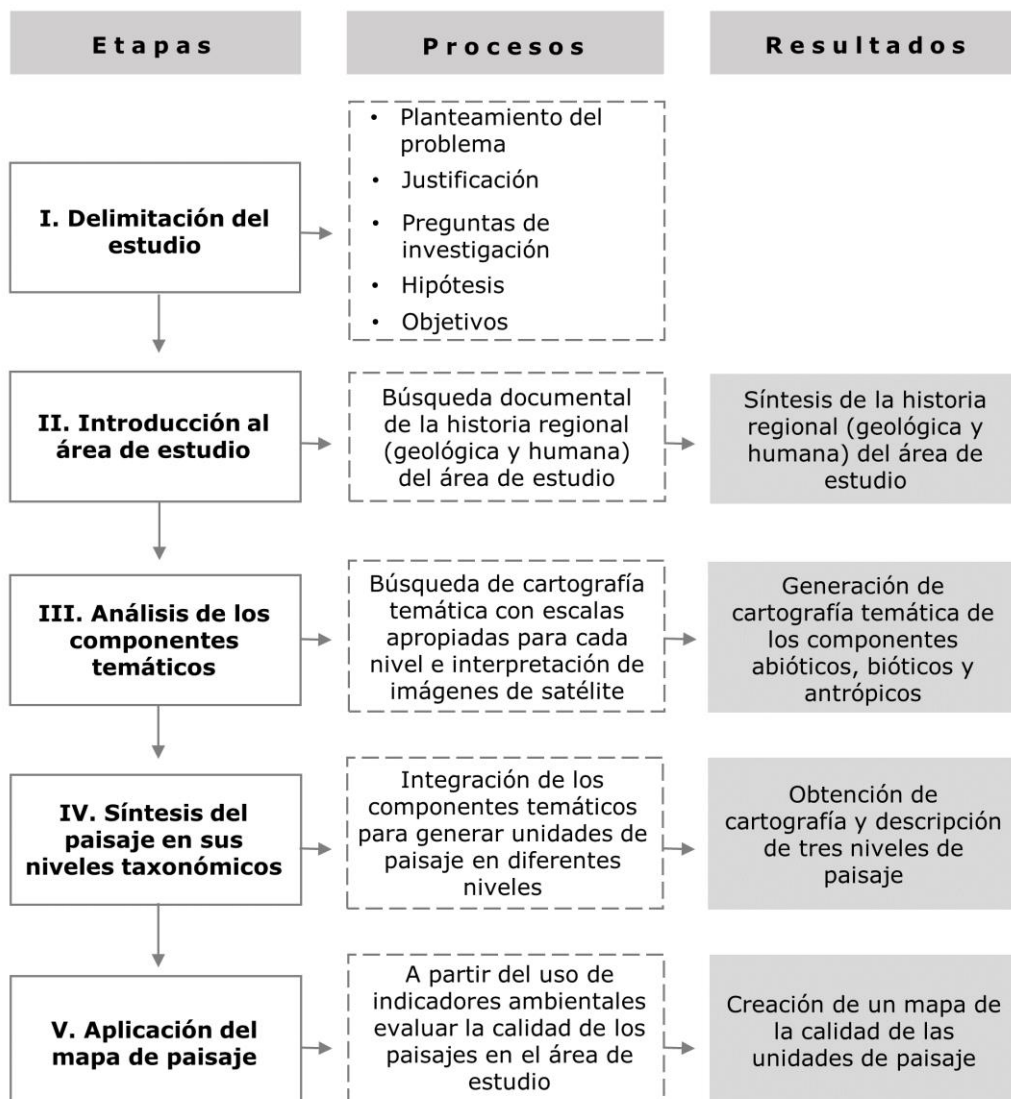 Etapas
Procesos
Resultados
I. Delimitación del
estudio
• Planteamiento del
problema
• Justificación
• Preguntas de
investigación
• Hipótesis
• Objetivos
II. Introducción al
área de estudio
Búsqueda documental
de la historia regional
(geológica y humana)
del área de estudio
Síntesis de la historia
regional (geológica y
humana) del área de
estudio
III. Análisis de los
componentes
temáticos
Búsqueda de cartografía
temática con escalas
apropiadas para cada
nivel e interpretación de
imágenes de satélite
Generación de
cartografía temática de
los componentes
abióticos, bióticos y
antrópicos
IV. Síntesis del
paisaje en sus
niveles taxonómicos
Integración de los
componentes temáticos
para generar unidades de
paisaje en diferentes
niveles
Obtención de
cartografía y descripción
de tres niveles de
paisaje
V. Aplicación del
mapa de paisaje
A partir del uso de
indicadores ambientales
evaluar la calidad de los
paisajes en el área de
estudio
Creación de un mapa de
la calidad de las
unidades de paisaje